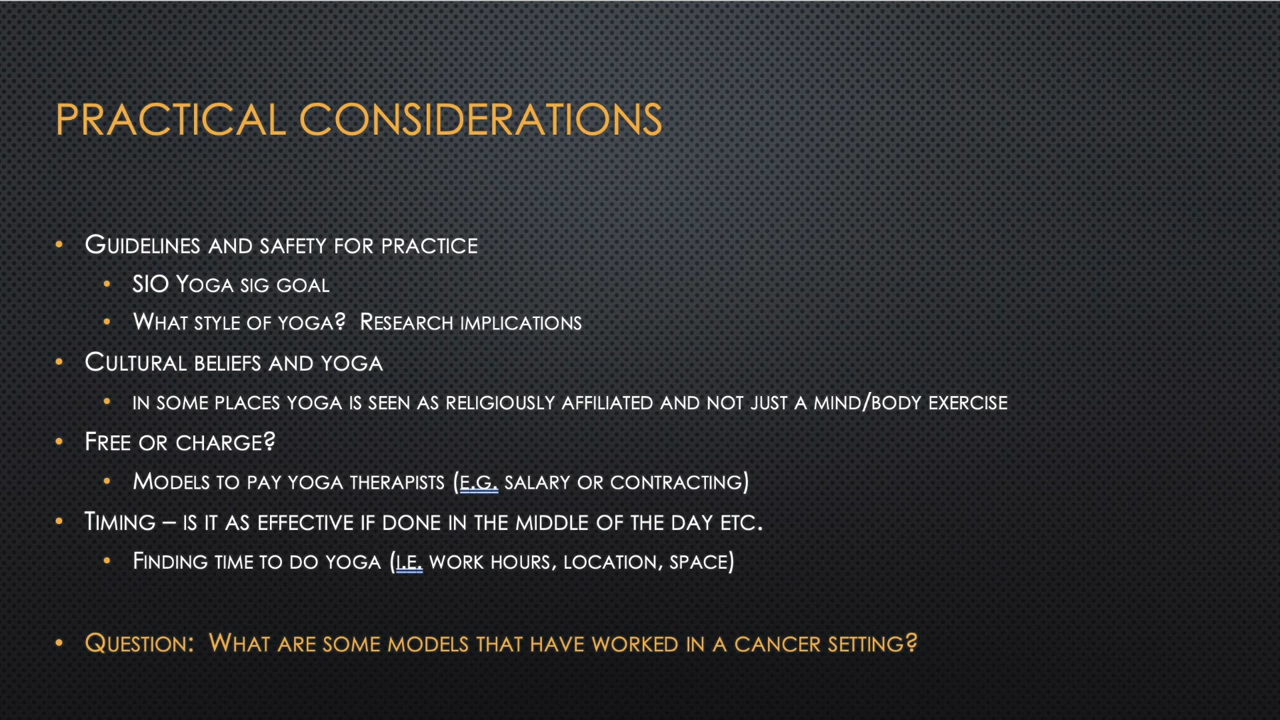 PRACTICAL CONSIDERATIONS
• GUIDELINES AND SAFETY FOR PRACTICE
• SIO YOGA SIG GOAL
• WHAT STYLE OF YOGA? RESEARCH IMPLICATIONS
• CULTURAL BELIEFS AND YOGA
• IN SOME PLACES YOGA IS SEEN AS RELIGIOUSLY AFFILIATED AND NOT JUST A MIND/BODY EXERCISE
• FREE OR CHARGE?
• MODELS TO PAY YOGA THERAPISTS (E.G. SALARY OR CONTRACTING)
• TIMING – IS IT AS EFFECTIVE IF DONE IN THE MIDDLE OF THE DAY ETC.
• FINDING TIME TO DO YOGA (I.E. WORK HOURS, LOCATION, SPACE)
• QUESTION: WHAT ARE SOME MODELS THAT HAVE WORKED IN A CANCER SETTING?